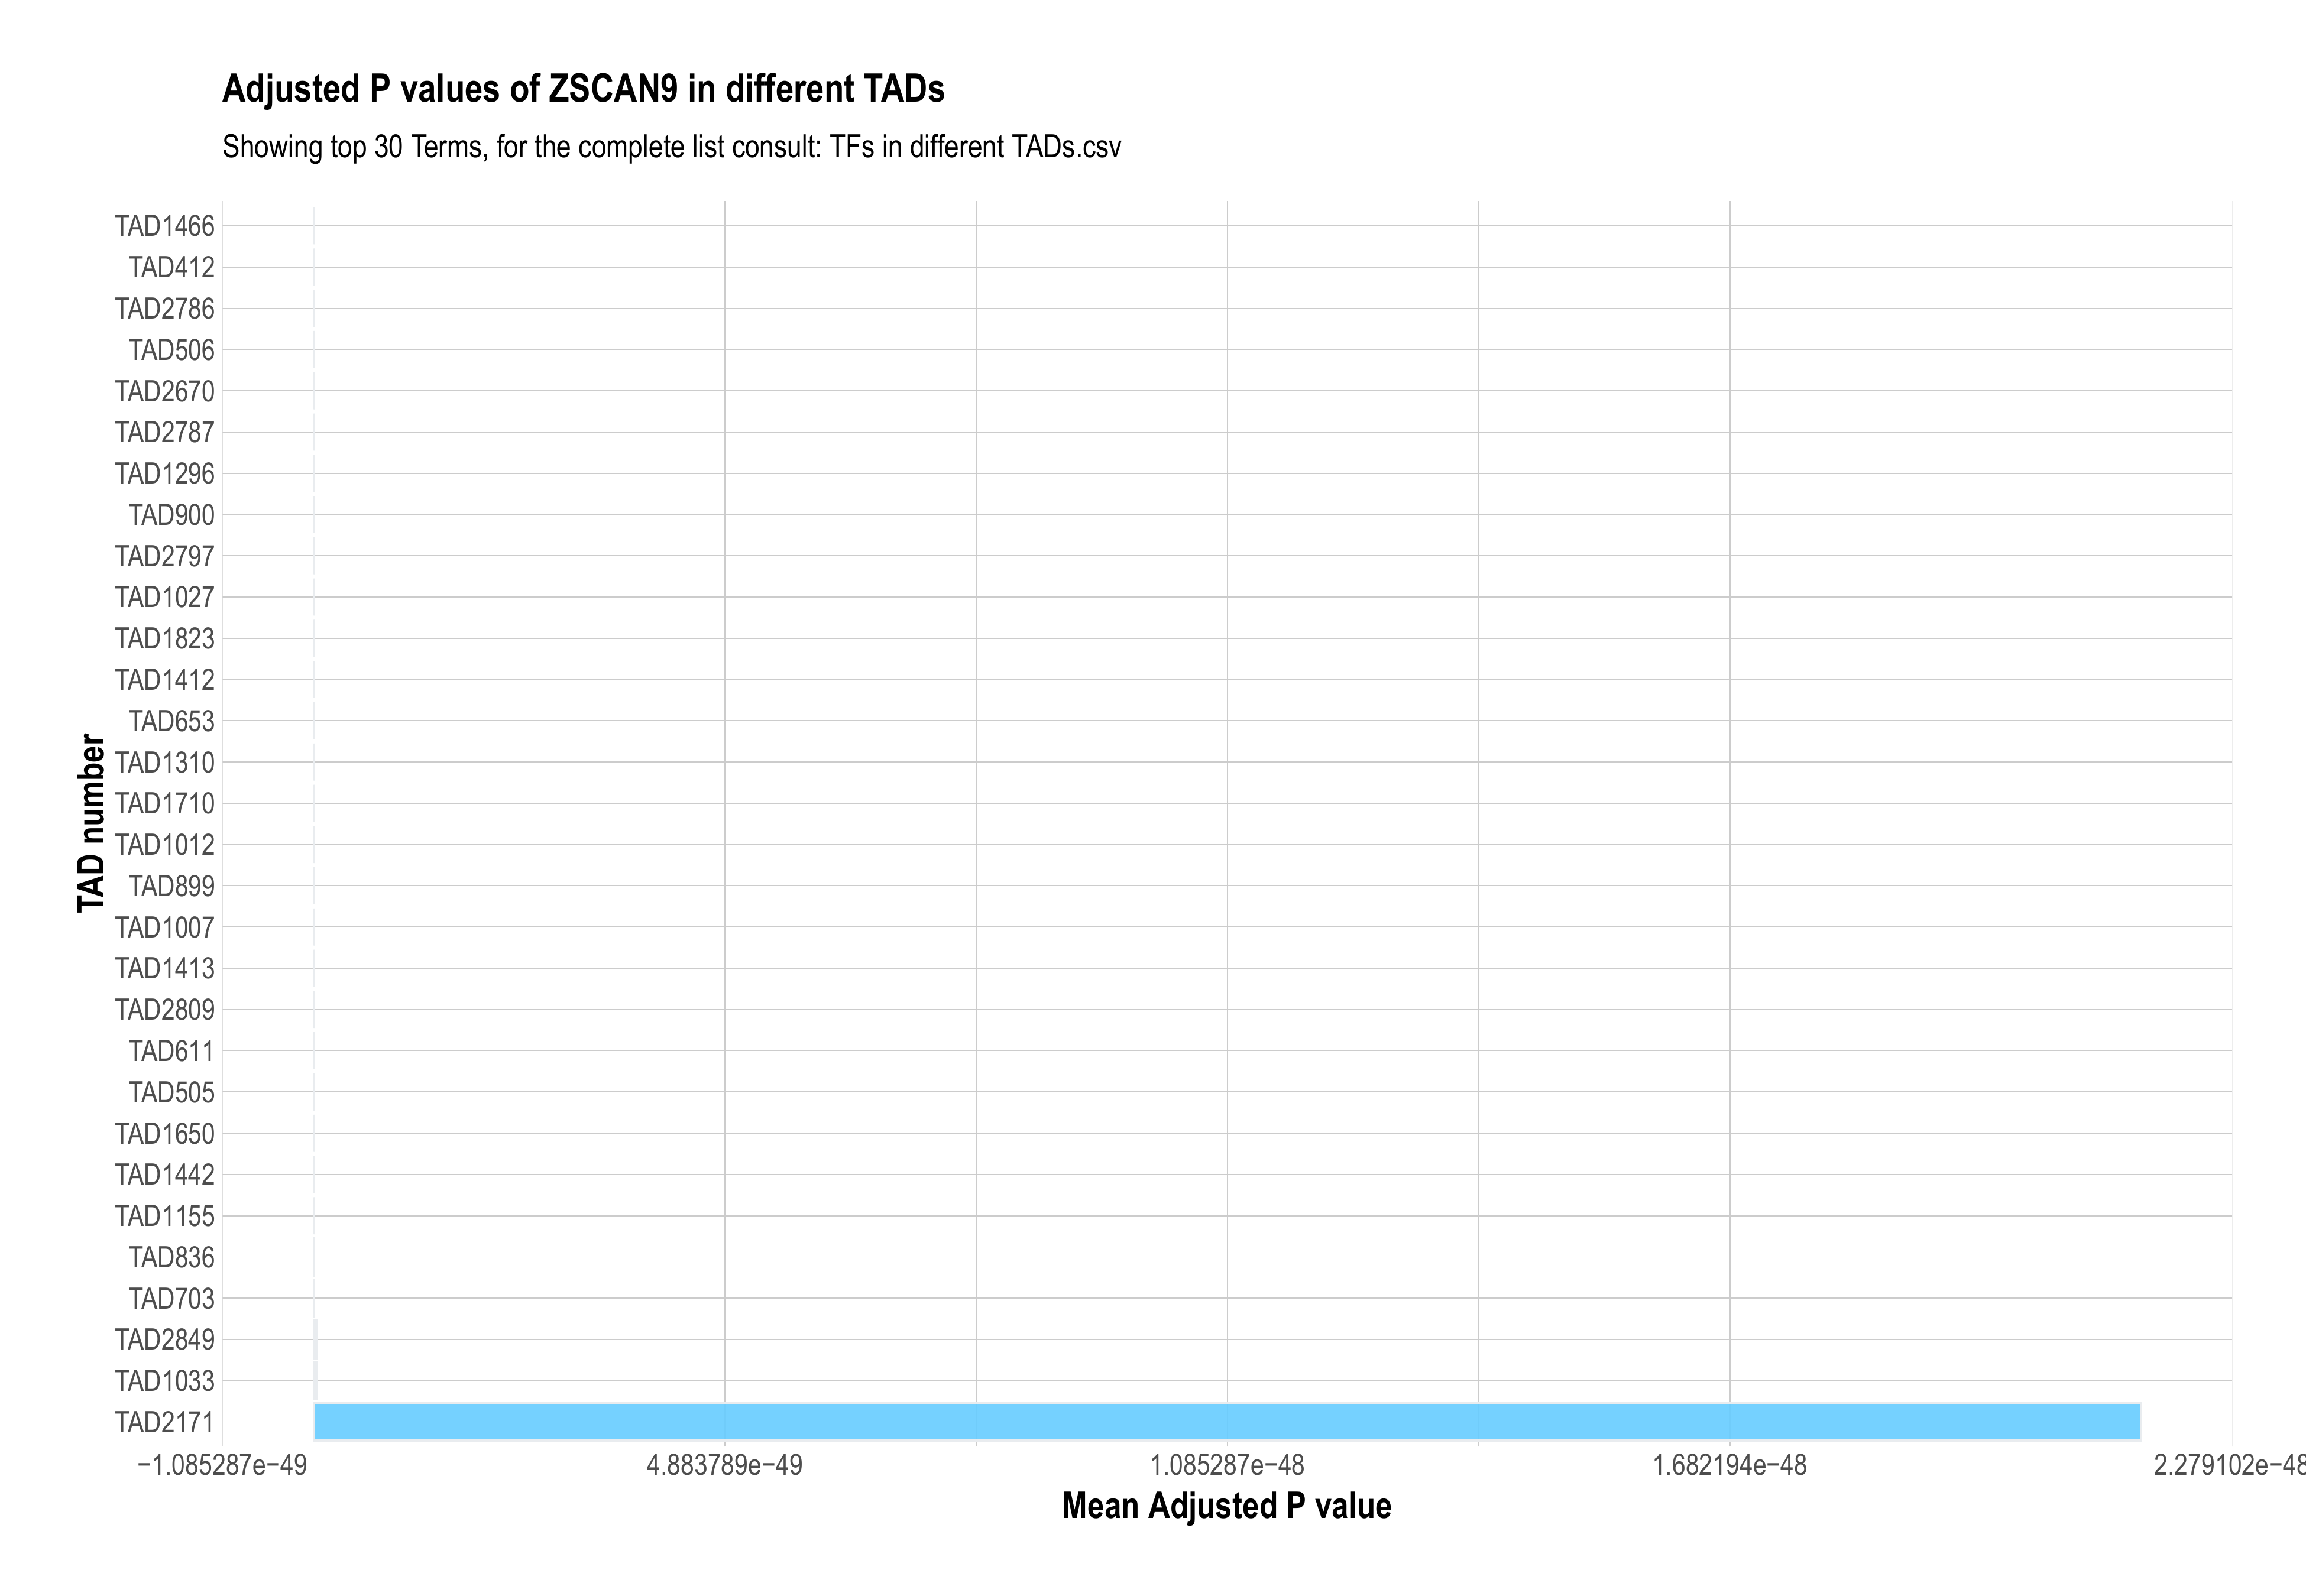 Adjusted P values of ZSCAN9 in different TADs
Showing top 30 Terms, for the complete list consult: TFs in different TADs.csv
TAD number
TAD1466
TAD412
TAD2786
TAD506
TAD2670
TAD2787
TAD1296
TAD900
TAD2797
TAD1027
TAD1823
TAD1412
TAD653
TAD1310
TAD1710
TAD1012
TAD899
TAD1007
TAD1413
TAD2809
TAD611
TAD505
TAD1650
TAD1442
TAD1155
TAD836
TAD703
TAD2849
TAD1033
TAD2171
−1.085287e−49 4.883789e−49 1.085287e−48 1.682194e−48 2.279102e−48
Mean Adjusted P value